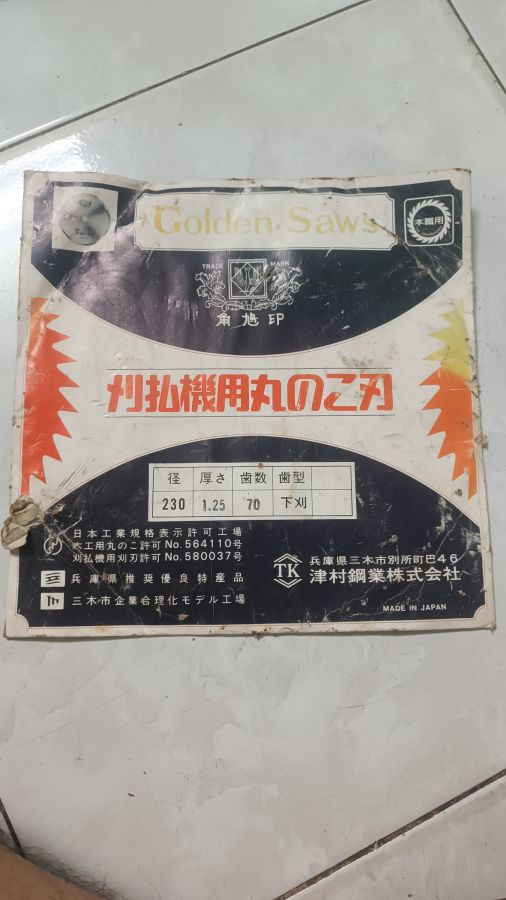 Golden Saws
本職用
TRADE MARK
角鳩印
刈払機用丸のこ刃
径 厚さ 歯数 歯型
230 1.25 70 下刈
日本工業規格表示許可工場
木工用丸のこ許可 No.564110号
刈払機用刈刃許可 No.580037号
兵庫県推奨優良特産品
三木市企業合理化モデル工場
TK
兵庫県三木市別所町巴46
津村鋼業株式会社
MADE IN JAPAN